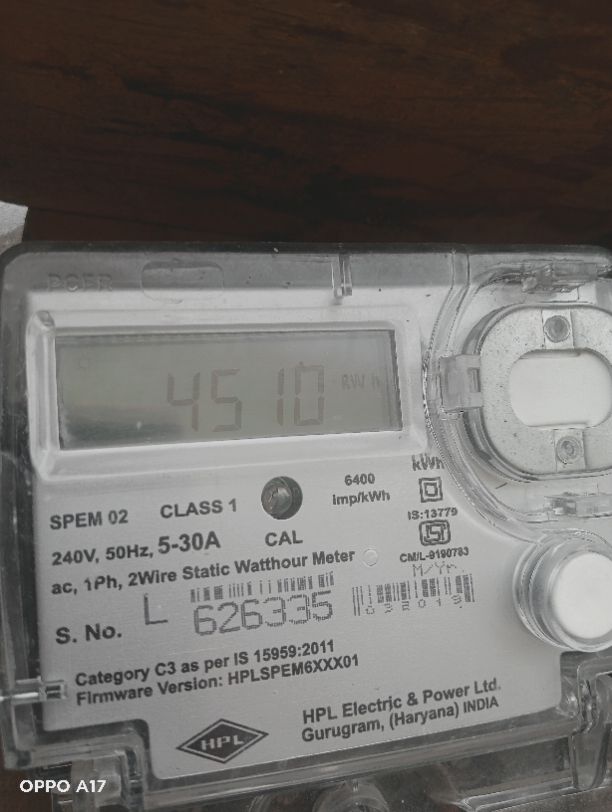 4510 kWh
kWh
SPEM 02 CLASS 1
6400
imp/kWh
240V, 50Hz, 5-30A CAL
IS:13779
CM/L-9190783
ac, 1Ph, 2Wire Static Watthour Meter
M/Yr.
S. No. L 626335
Category C3 as per IS 15959:2011
Firmware Version: HPLSPEM6XXX01
HPL
HPL Electric & Power Ltd.
Gurugram, (Haryana) INDIA
OPPO A17